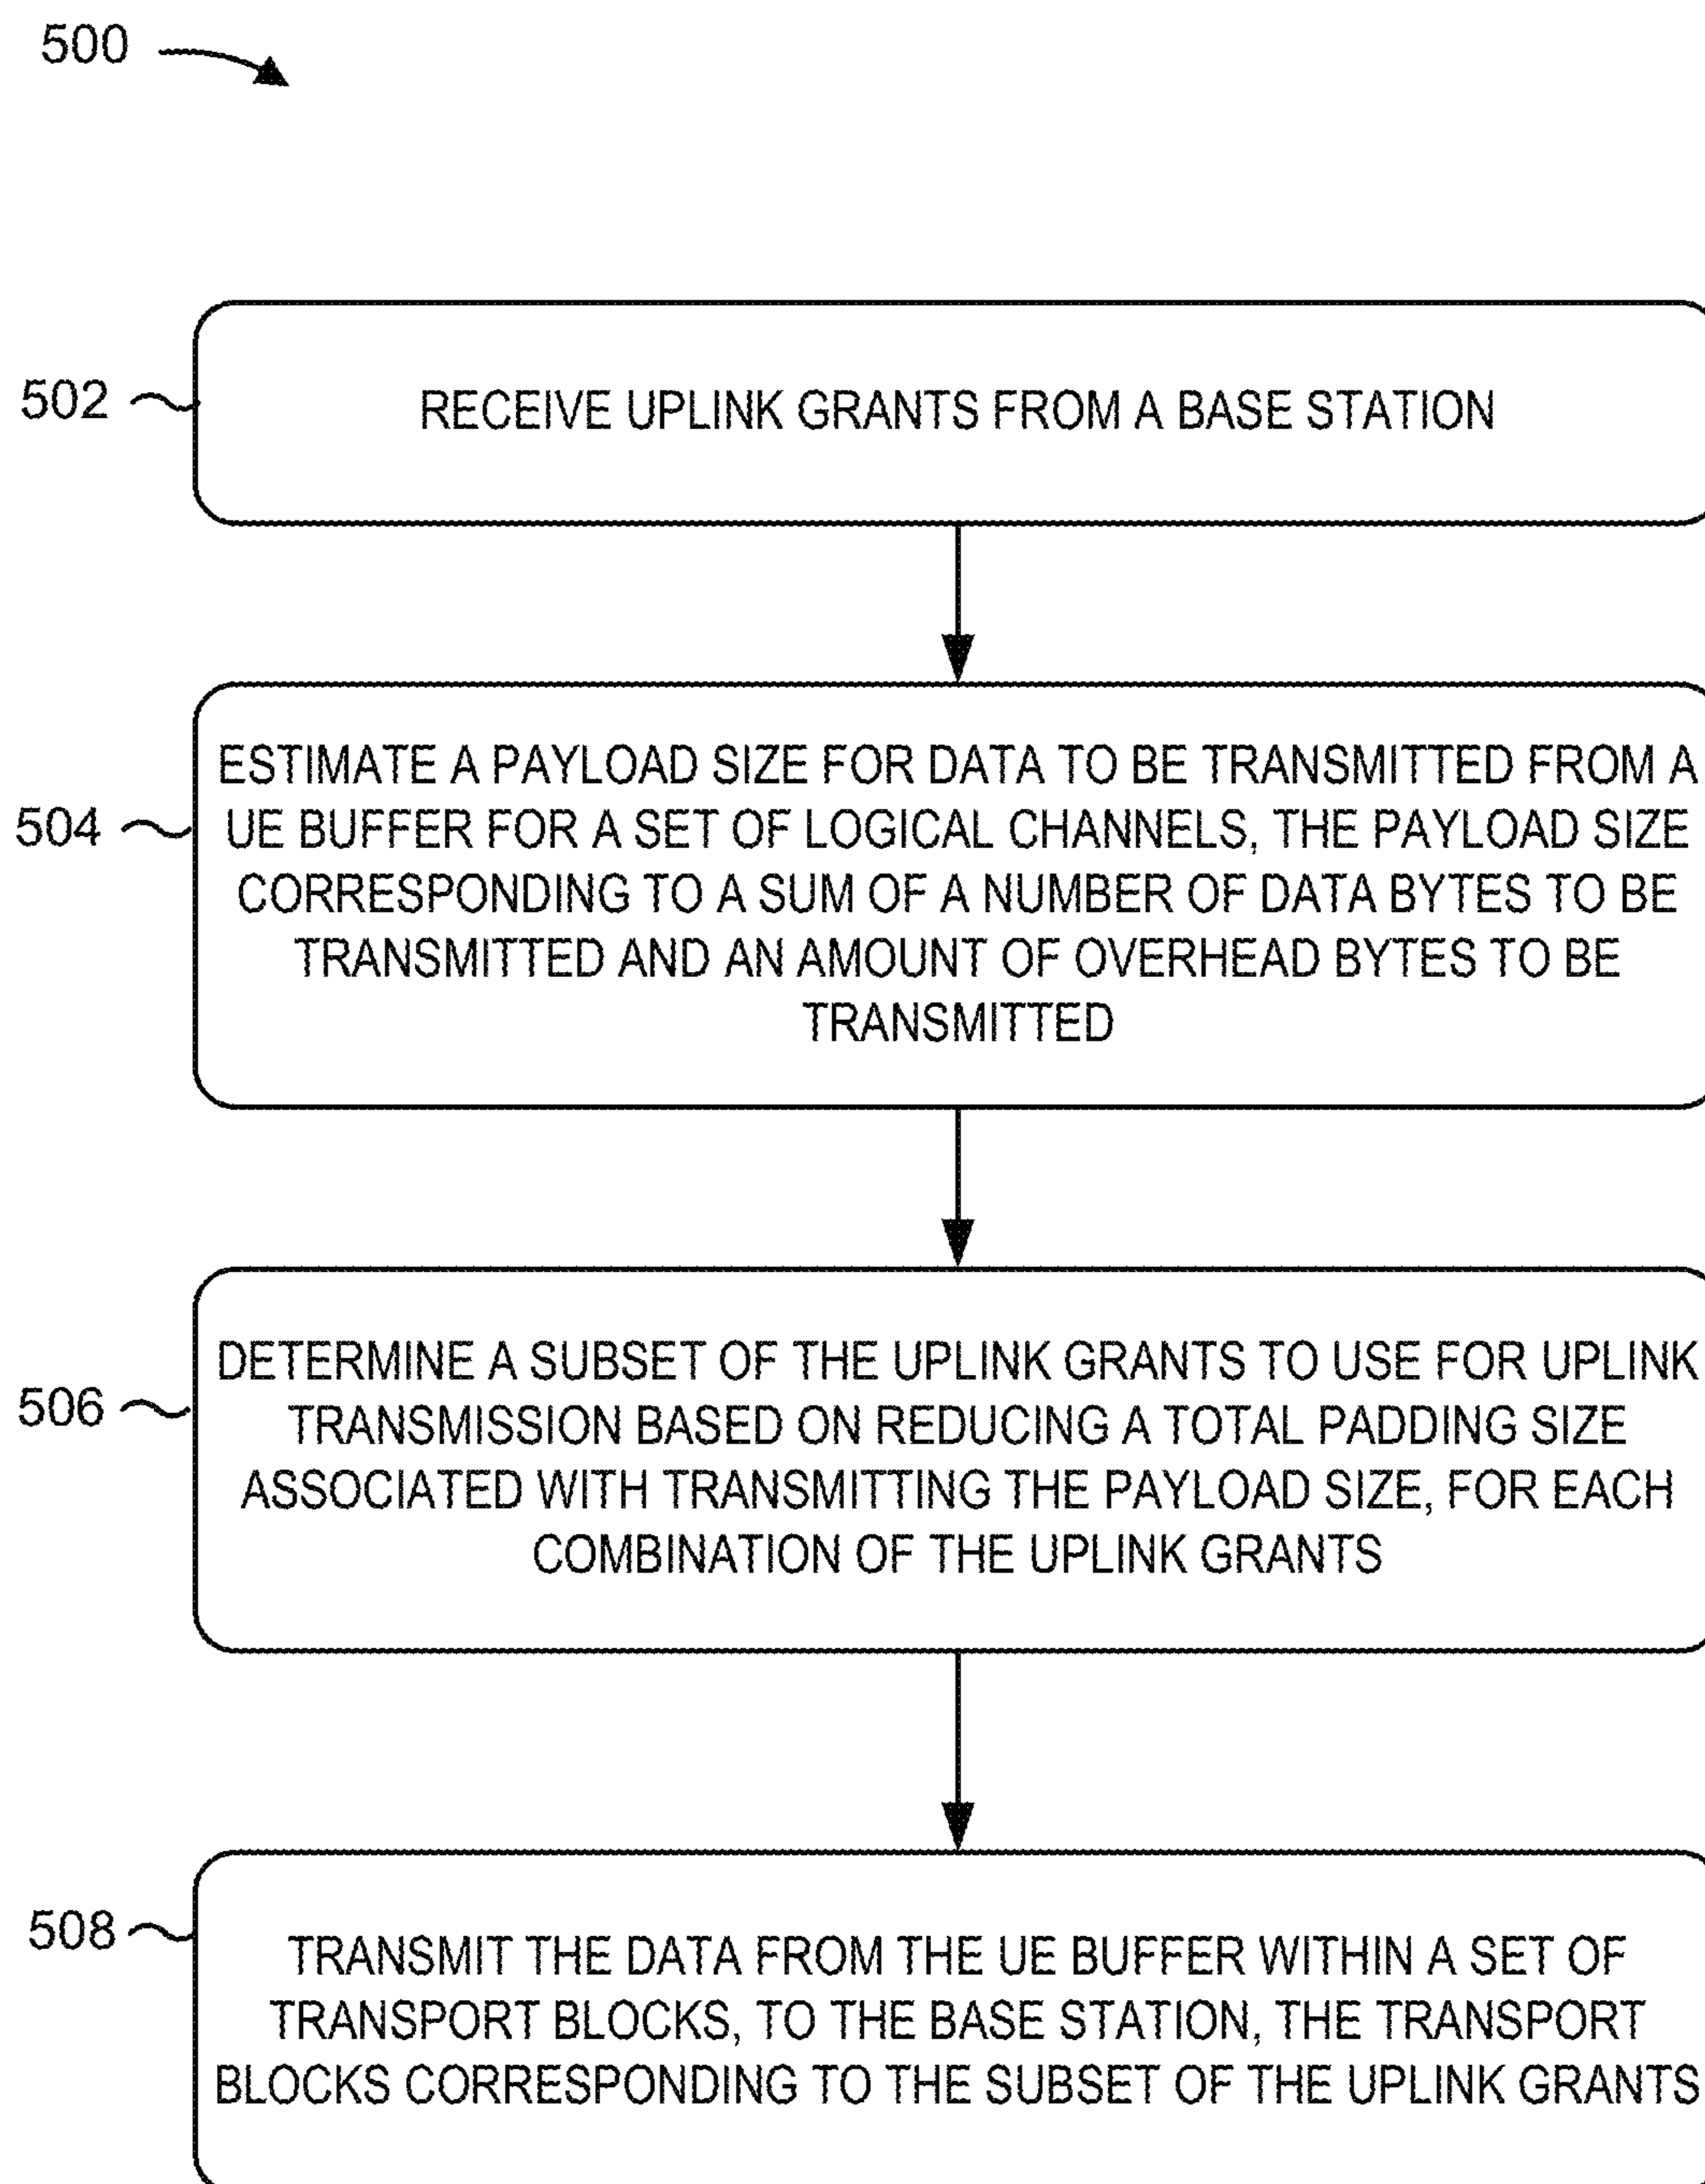 500
502
RECEIVE UPLINK GRANTS FROM A BASE STATION
504
ESTIMATE A PAYLOAD SIZE FOR DATA TO BE TRANSMITTED FROM A
UE BUFFER FOR A SET OF LOGICAL CHANNELS, THE PAYLOAD SIZE
CORRESPONDING TO A SUM OF A NUMBER OF DATA BYTES TO BE
TRANSMITTED AND AN AMOUNT OF OVERHEAD BYTES TO BE
TRANSMITTED
506
DETERMINE A SUBSET OF THE UPLINK GRANTS TO USE FOR UPLINK
TRANSMISSION BASED ON REDUCING A TOTAL PADDING SIZE
ASSOCIATED WITH TRANSMITTING THE PAYLOAD SIZE, FOR EACH
COMBINATION OF THE UPLINK GRANTS
508
TRANSMIT THE DATA FROM THE UE BUFFER WITHIN A SET OF
TRANSPORT BLOCKS, TO THE BASE STATION, THE TRANSPORT
BLOCKS CORRESPONDING TO THE SUBSET OF THE UPLINK GRANTS